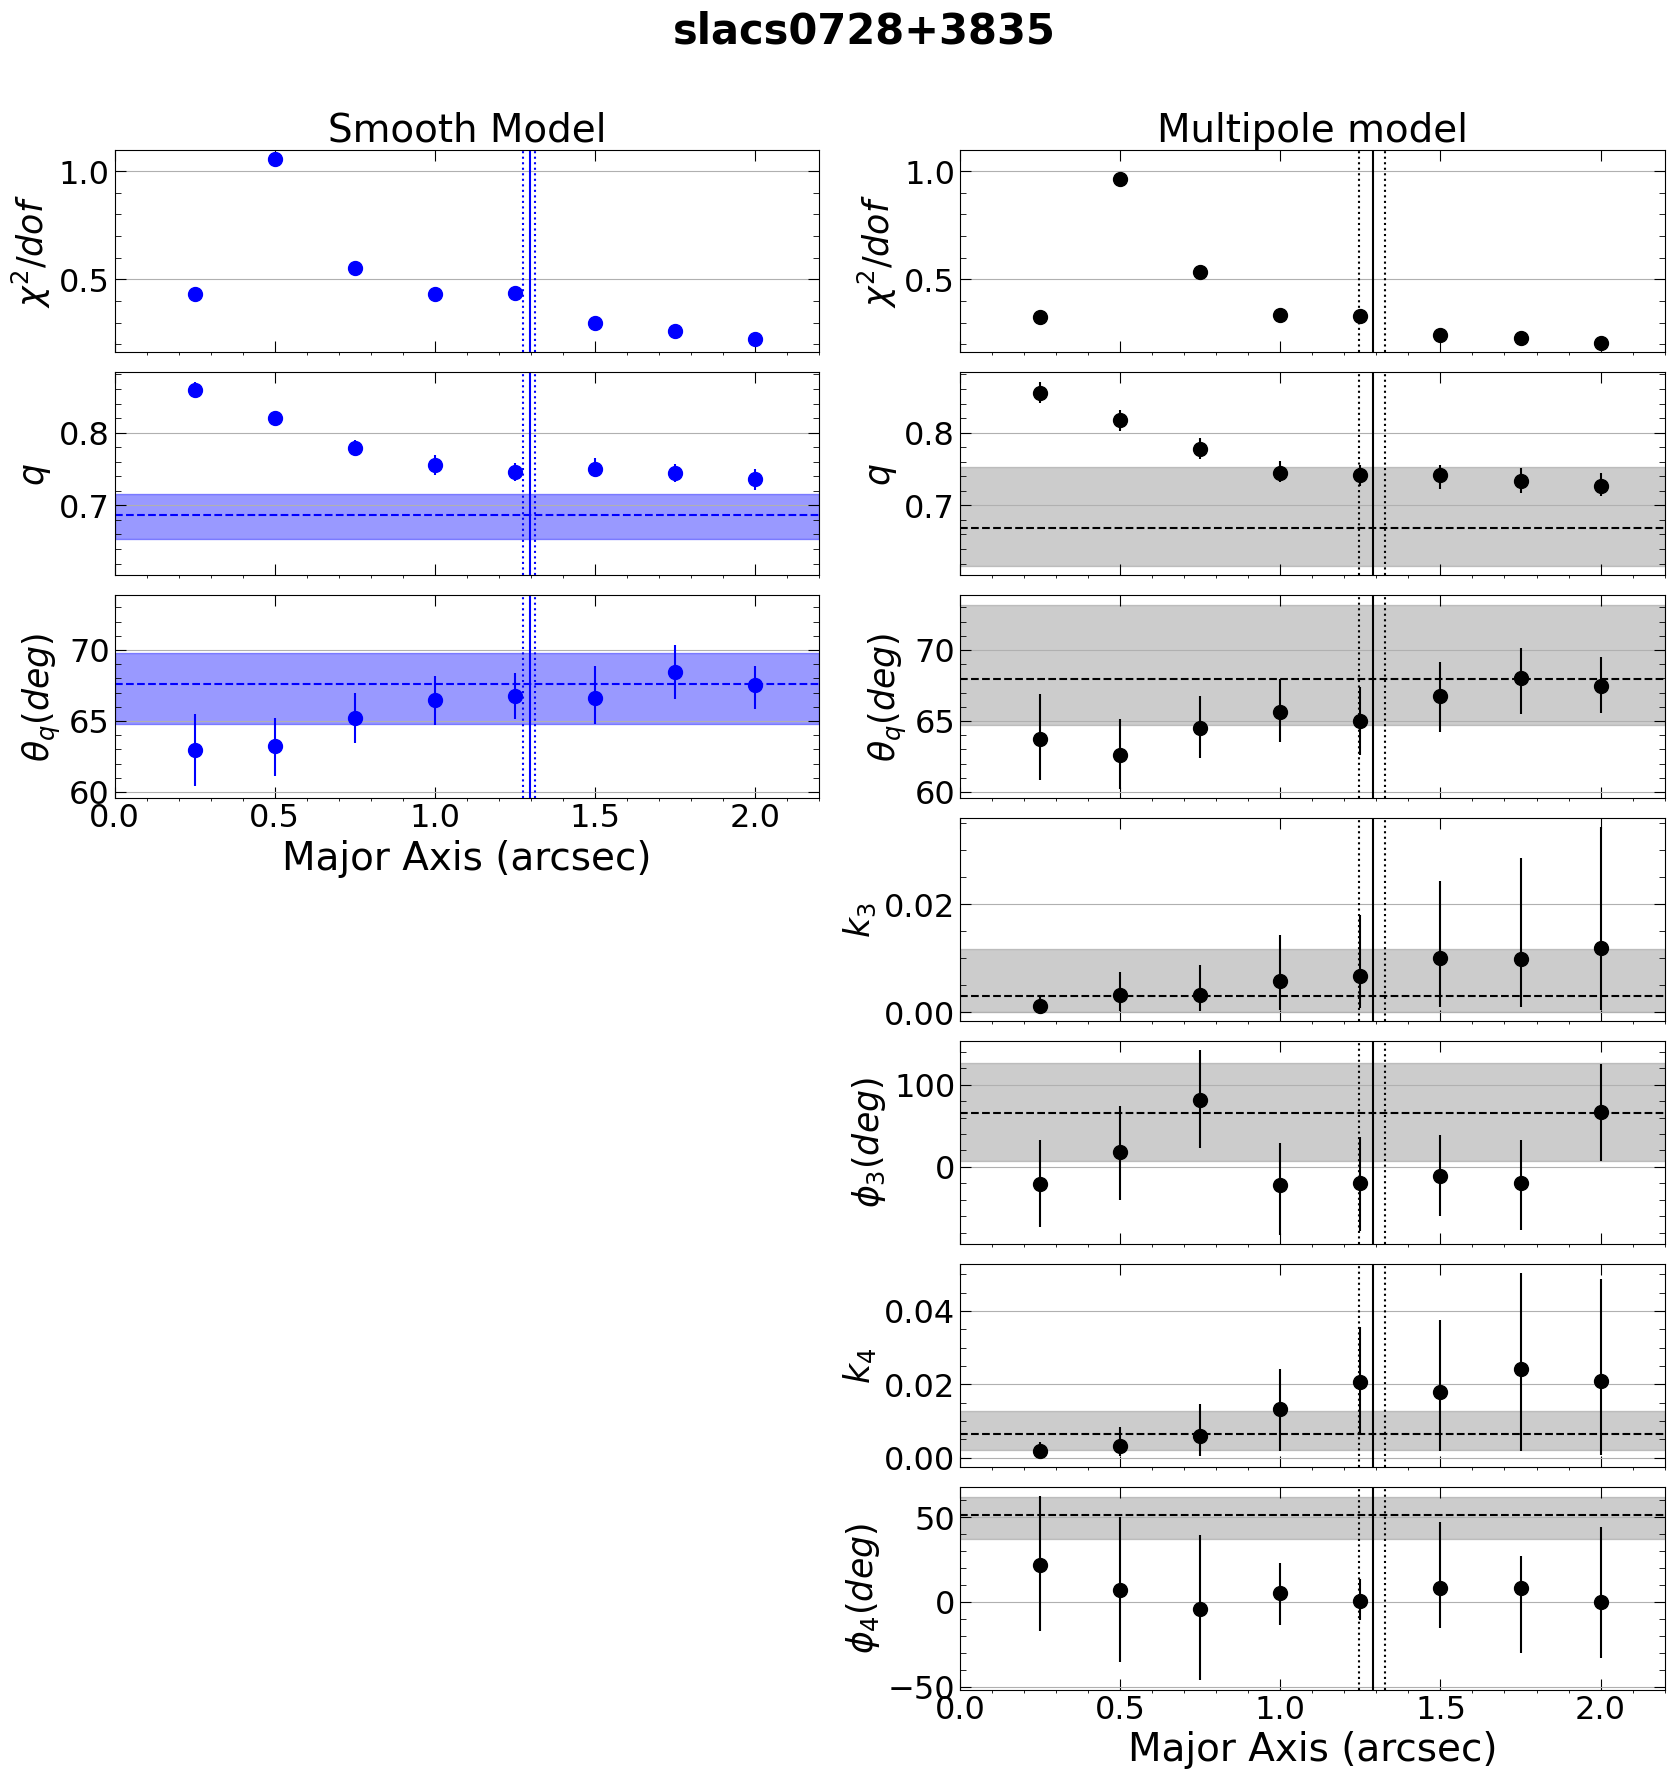 slacs0728+3835
Smooth Model
χ²/dof
1.0
0.5
q
0.8
0.7
θ_q(deg)
70
65
60
0.0 0.5 1.0 1.5 2.0
Major Axis (arcsec)
Multipole model
χ²/dof
1.0
0.5
q
0.8
0.7
θ_q(deg)
70
65
60
k₃
0.02
0.00
ϕ₃(deg)
100
0
k₄
0.04
0.02
0.00
ϕ₄(deg)
50
0
−50
0.0 0.5 1.0 1.5 2.0
Major Axis (arcsec)